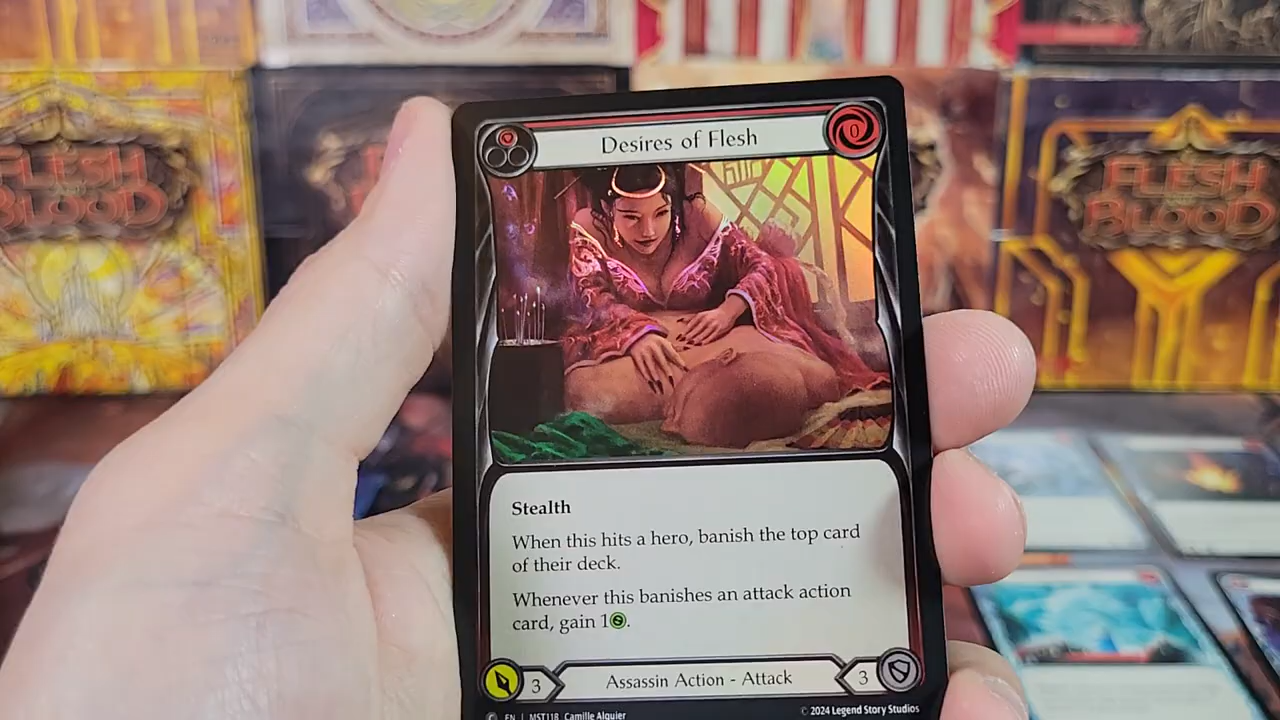 FLESH
BLOOD
FLESH
BLOOD
Desires of Flesh
0
Stealth
When this hits a hero, banish the top card
of their deck.
Whenever this banishes an attack action
card, gain 1.
3
Assassin Action - Attack
3
C EN | MST118 Camille Alquier
© 2024 Legend Story Studios